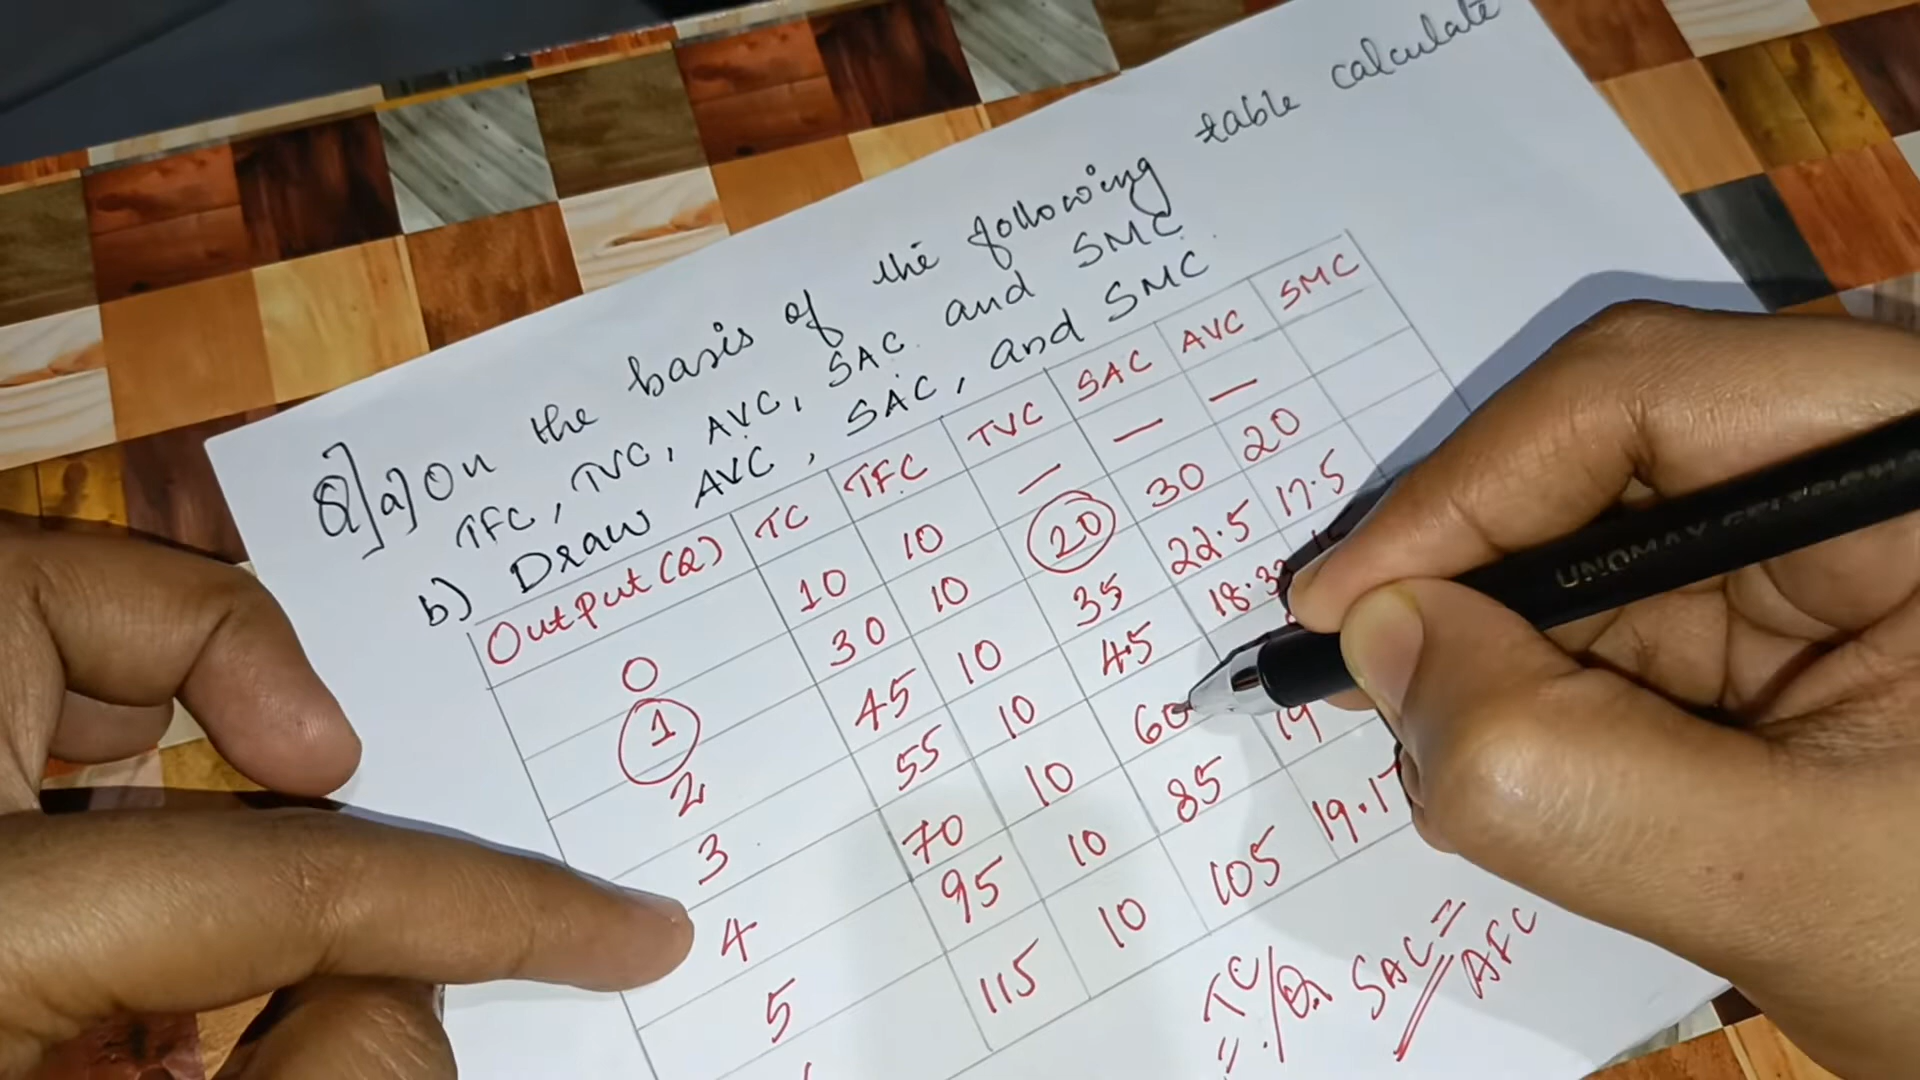 Q] a) On the basis of the following table calculate
TFC, TVC, AVC, SAC and SMC
b) Draw AVC, SAC, and SMC
Output (Q) TC TFC TVC SAC AVC SMC
0 10 10 — — —
1 30 10 20 30 20
2 45 10 35 22.5 17.5
3 55 10 45 18.33
4 70 10 60
5 95 10 85 19
115 10 105 19.17
TC/Q SAC =
AFC
UNOMAX